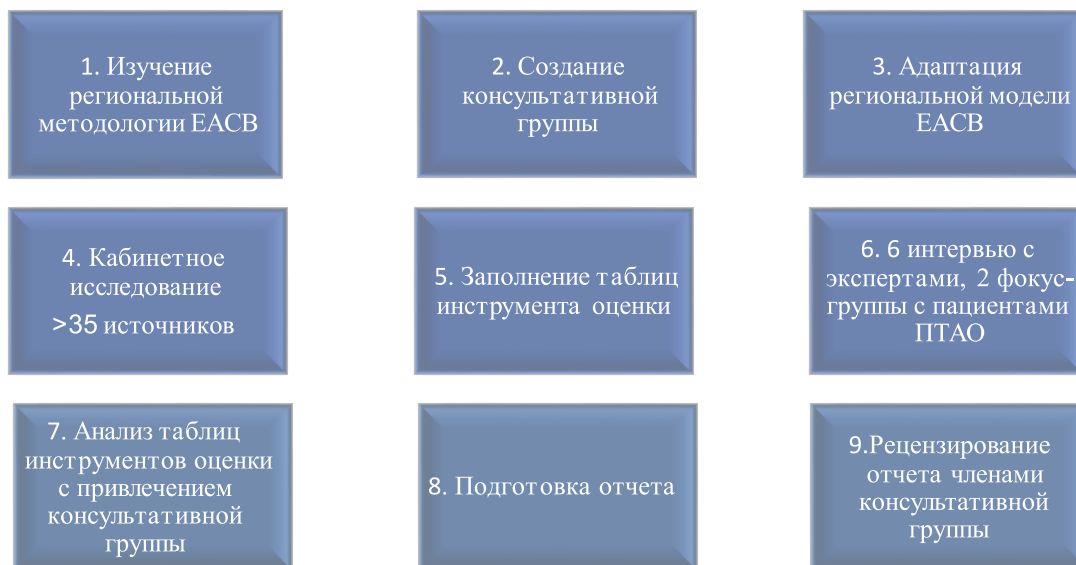 1. Изучение
региональной
методологии ЕАСВ
2. Создание
консультативной
группы
3. Адаптация
региональной модели
ЕАСВ
4. Кабинетное
исследование
>35 источников
5. Заполнение таблиц
инструмента оценки
6. 6 интервью с
экспертами, 2 фокус-
группы с пациентами
ПТАО
7. Анализ таблиц
инструментов оценки
с привлечением
консультативной
группы
8. Подготовка отчета
9.Рецензирование
отчета членами
консультативной
группы